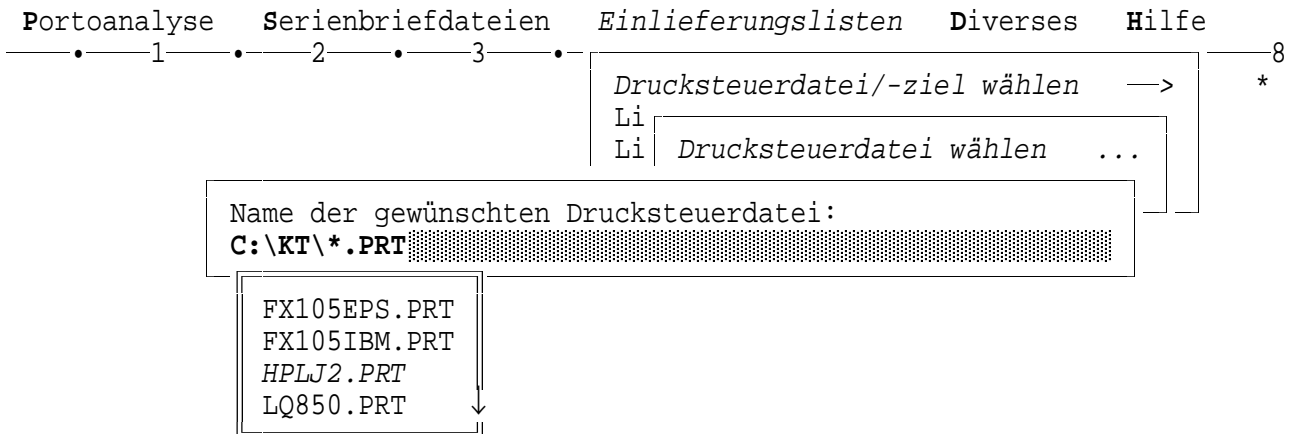 Portoanalyse Serienbriefdateien Einlieferungslisten Diverses Hilfe
1 2 3 8
Drucksteuerdatei/-ziel wählen —> *
Li
Li Drucksteuerdatei wählen ...
Name der gewünschten Drucksteuerdatei:
C:\KT\*.PRT
FX105EPS.PRT
FX105IBM.PRT
HPLJ2.PRT
LQ850.PRT ↓